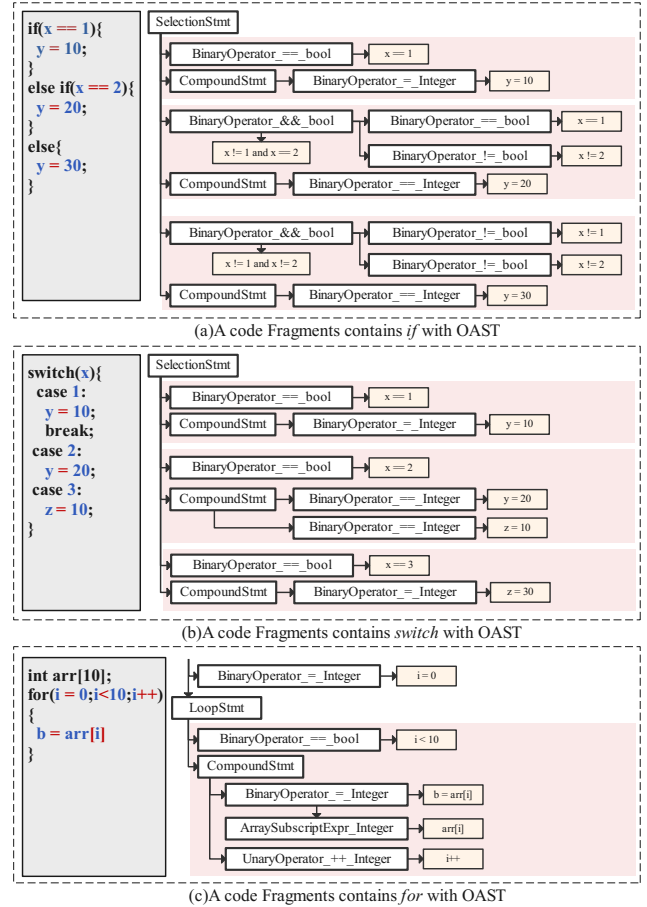 if(x == 1){
y = 10;
}
else if(x == 2){
y = 20;
}
else{
y = 30;
}
SelectionStmt
BinaryOperator_==_bool
x == 1
CompoundStmt
BinaryOperator_=_Integer
y = 10
BinaryOperator_&&_bool
BinaryOperator_==_bool
x == 1
x != 1 and x == 2
BinaryOperator_!=_bool
x != 2
CompoundStmt
BinaryOperator_==_Integer
y = 20
BinaryOperator_&&_bool
BinaryOperator_!=_bool
x != 1
x != 1 and x != 2
BinaryOperator_!=_bool
x != 2
CompoundStmt
BinaryOperator_==_Integer
y = 30
(a)A code Fragments contains if with OAST
switch(x){
case 1:
y = 10;
break;
case 2:
y = 20;
case 3:
z = 10;
}
SelectionStmt
BinaryOperator_==_bool
x == 1
CompoundStmt
BinaryOperator_=_Integer
y = 10
BinaryOperator_==_bool
x == 2
CompoundStmt
BinaryOperator_==_Integer
y = 20
BinaryOperator_==_Integer
z = 10
BinaryOperator_==_bool
x == 3
CompoundStmt
BinaryOperator_==_Integer
z = 30
(b)A code Fragments contains switch with OAST
int arr[10];
for(i = 0;i<10;i++)
{
b = arr[i]
}
BinaryOperator_=_Integer
i = 0
LoopStmt
BinaryOperator_==_bool
i < 10
CompoundStmt
BinaryOperator_=_Integer
b = arr[i]
ArraySubscriptExpr_Integer
arr[i]
UnaryOperator_++_Integer
i++
(c)A code Fragments contains for with OAST